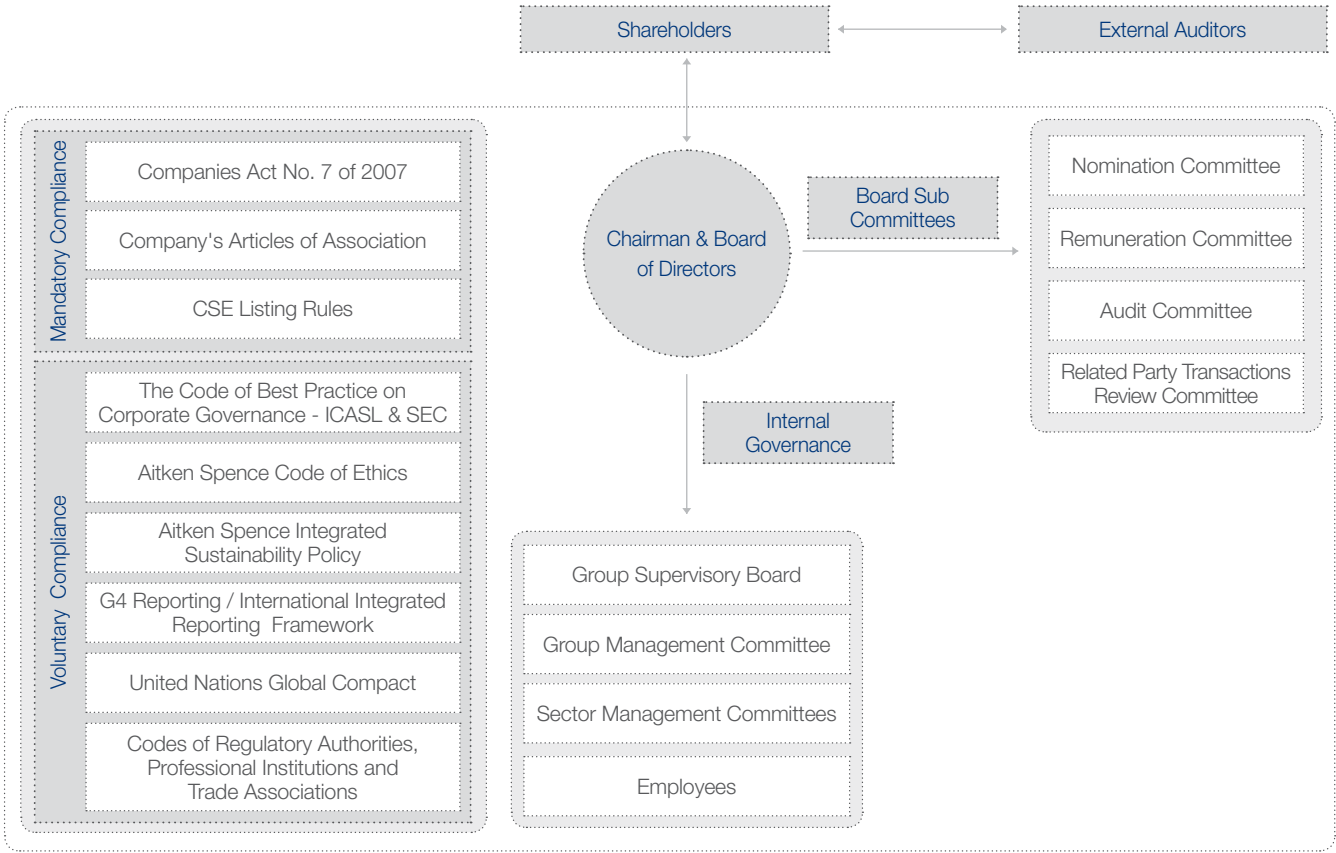 Shareholders
External Auditors
Mandatory Compliance
Companies Act No. 7 of 2007
Company's Articles of Association
CSE Listing Rules
Voluntary Compliance
The Code of Best Practice on
Corporate Governance - ICASL & SEC
Aitken Spence Code of Ethics
Aitken Spence Integrated
Sustainability Policy
G4 Reporting / International Integrated
Reporting Framework
United Nations Global Compact
Codes of Regulatory Authorities,
Professional Institutions and
Trade Associations
Chairman & Board
of Directors
Board Sub
Committees
Nomination Committee
Remuneration Committee
Audit Committee
Related Party Transactions
Review Committee
Internal
Governance
Group Supervisory Board
Group Management Committee
Sector Management Committees
Employees